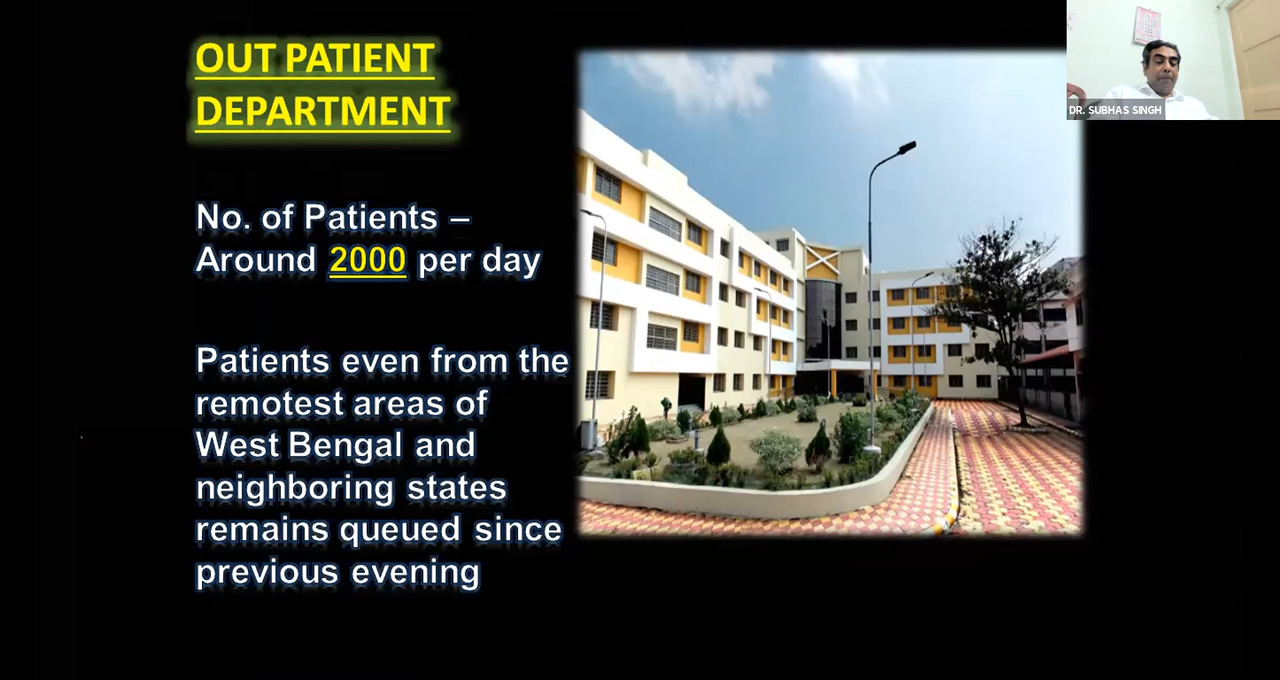 OUT PATIENT
DEPARTMENT
No. of Patients –
Around 2000 per day
Patients even from the
remotest areas of
West Bengal and
neighboring states
remains queued since
previous evening
DR. SUBHAS SINGH